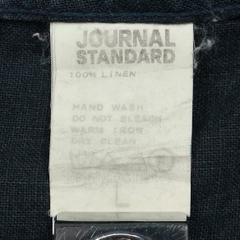 JOURNAL
STANDARD
100% LINEN
HAND WASH
DO NOT BLEACH
WARM IRON
DRY CLEAN
L